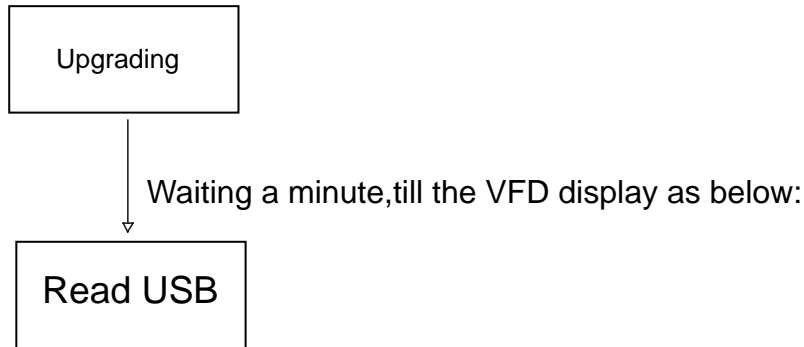 Upgrading
Waiting a minute,till the VFD display as below:
Read USB